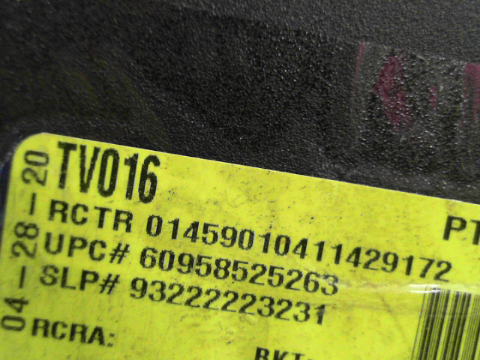 TV016
RCTR 01459010411429172
UPC# 60958525263
SLP# 93222223231
RCRA:
04-28-20